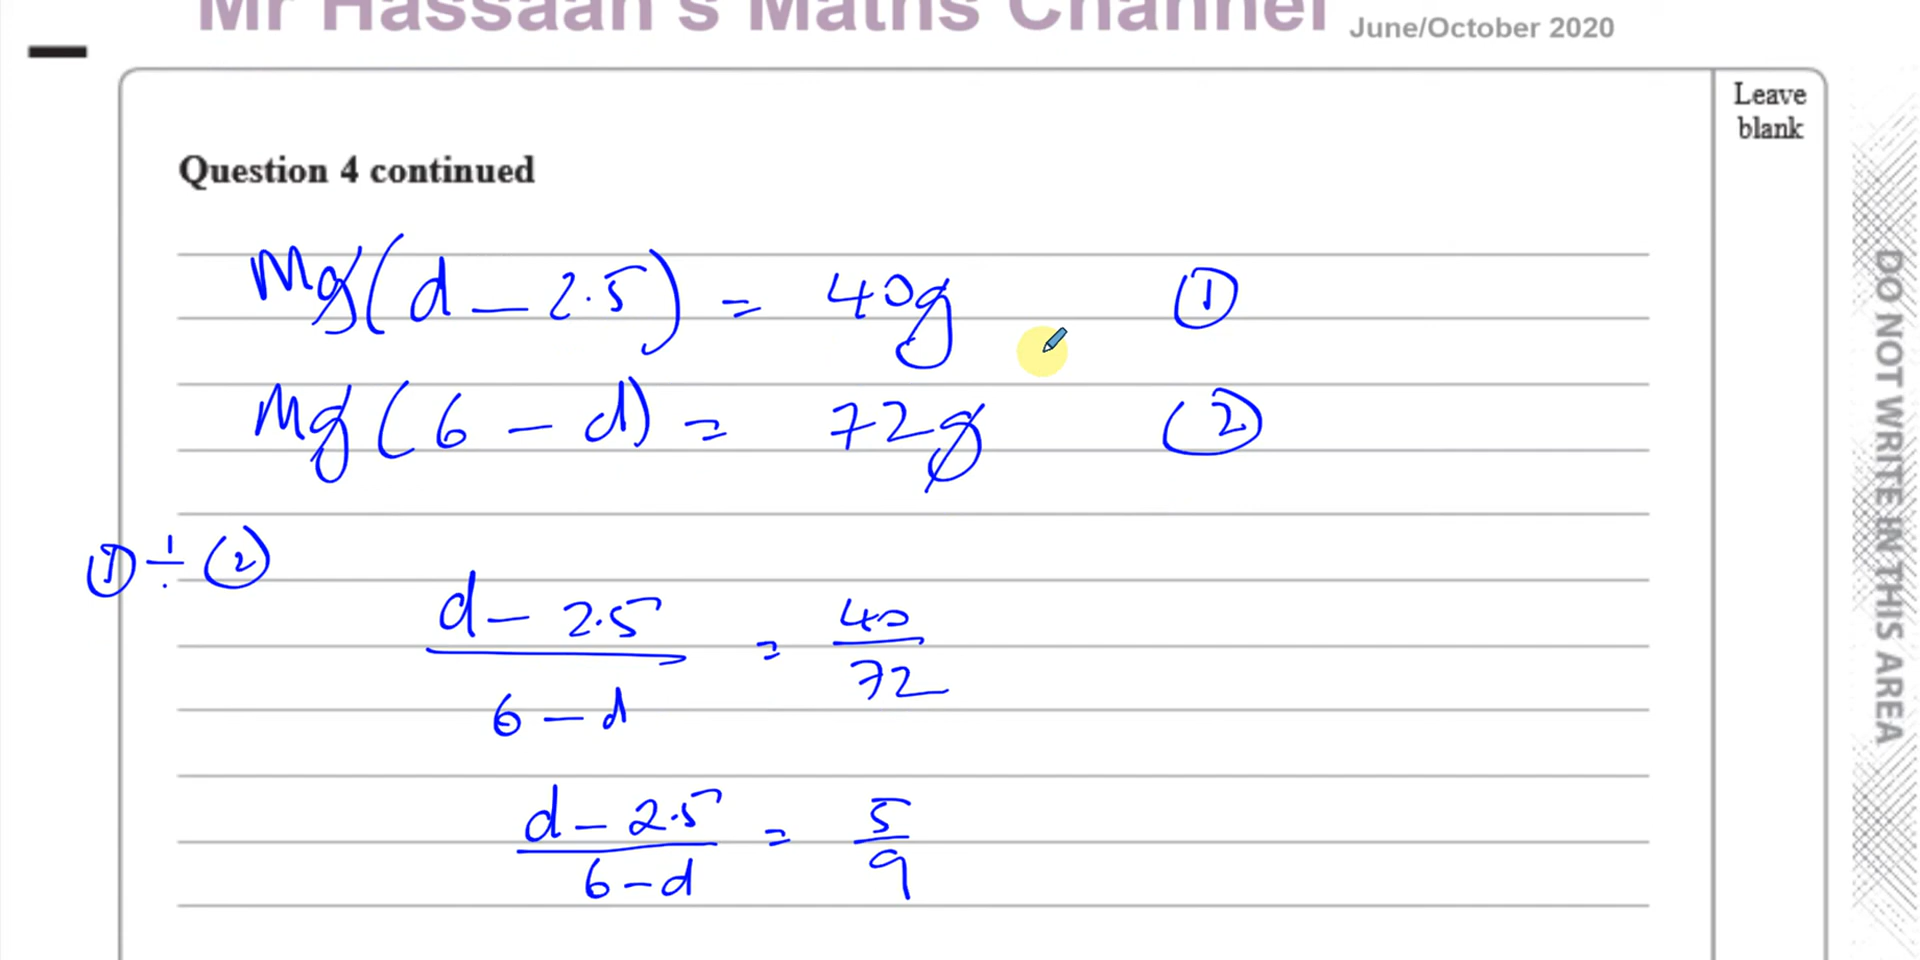 Mr Hassaan's Maths Channel
June/October 2020
Leave
blank
Question 4 continued
Mg(d - 2.5) = 40g ①
Mg(6 - d) = 72g ②
① ÷ ②
d - 2.5 / 6 - d = 40 / 72
d - 2.5 / 6 - d = 5 / 9
DO NOT WRITE IN THIS AREA